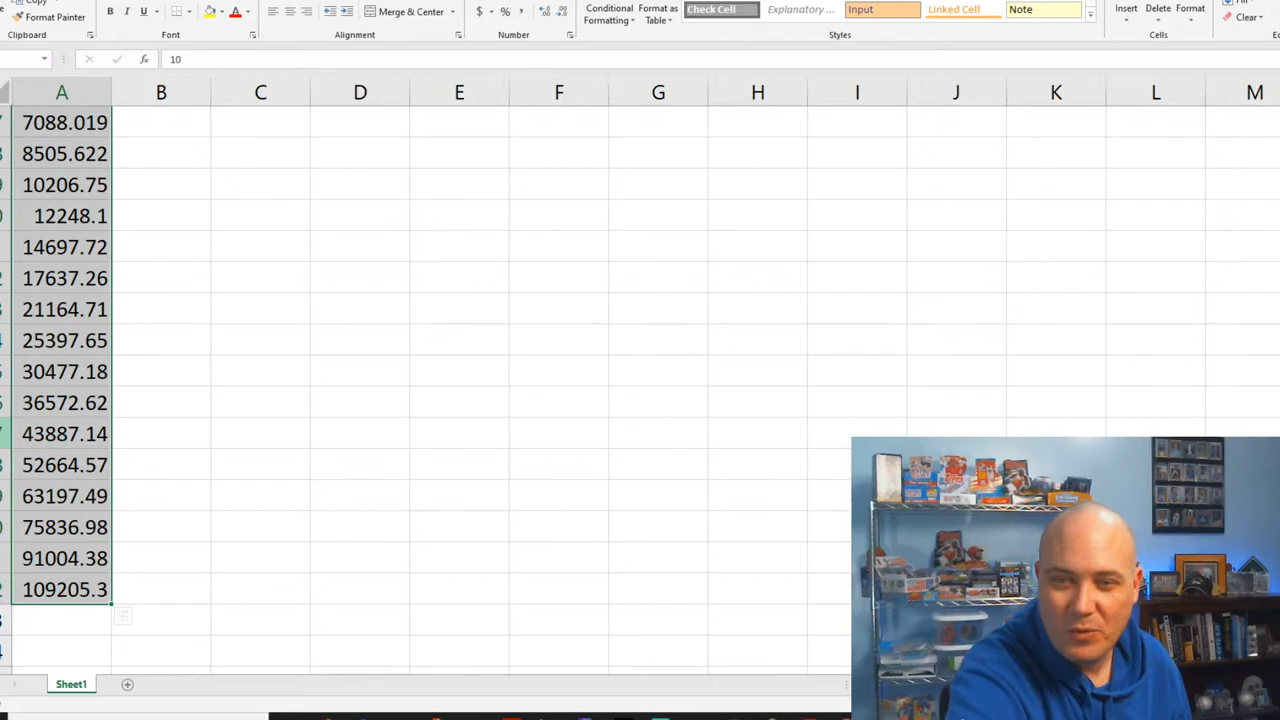 Copy
Format Painter
B I U
Merge & Center
$ % ,
Conditional
Formatting
Format as
Table
Check Cell
Explanatory ...
Input
Linked Cell
Note
Insert
Delete
Format
Clear
Clipboard
Font
Alignment
Number
Styles
Cells
fx
10
A B C D E F G H I J K L M
7088.019
8505.622
10206.75
12248.1
14697.72
17637.26
21164.71
25397.65
30477.18
36572.62
43887.14
52664.57
63197.49
75836.98
91004.38
109205.3
Sheet1